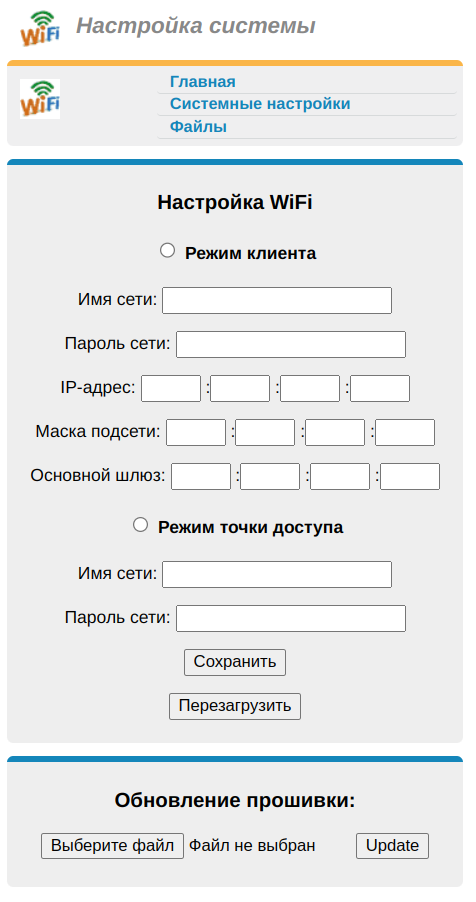 WiFi Настройка системы
WiFi
Главная
Системные настройки
Файлы
Настройка WiFi
Режим клиента
Имя сети:
Пароль сети:
IP-адрес: : : :
Маска подсети: : : :
Основной шлюз: : : :
Режим точки доступа
Имя сети:
Пароль сети:
Сохранить
Перезагрузить
Обновление прошивки:
Выберите файл Файл не выбран Update